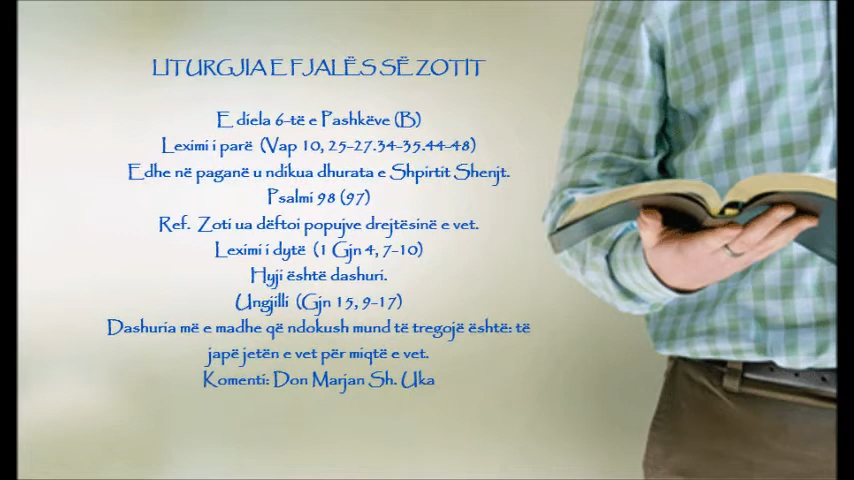 LITURGJIA E FJALËS SË ZOTIT
E diela 6-të e Pashkëve (B)
Leximi i parë (Vap 10, 25-27.34-35.44-48)
Edhe në paganë u ndikua dhurata e Shpirtit Shenjt.
Psalmi 98 (97)
Ref. Zoti ua dëftoi popujve drejtësinë e vet.
Leximi i dytë (1 Gjn 4, 7-10)
Hyji është dashuri.
Ungjilli (Gjn 15, 9-17)
Dashuria më e madhe që ndokush mund të tregojë është: të
japë jetën e vet për miqtë e vet.
Komenti: Don Marjan Sh. Uka